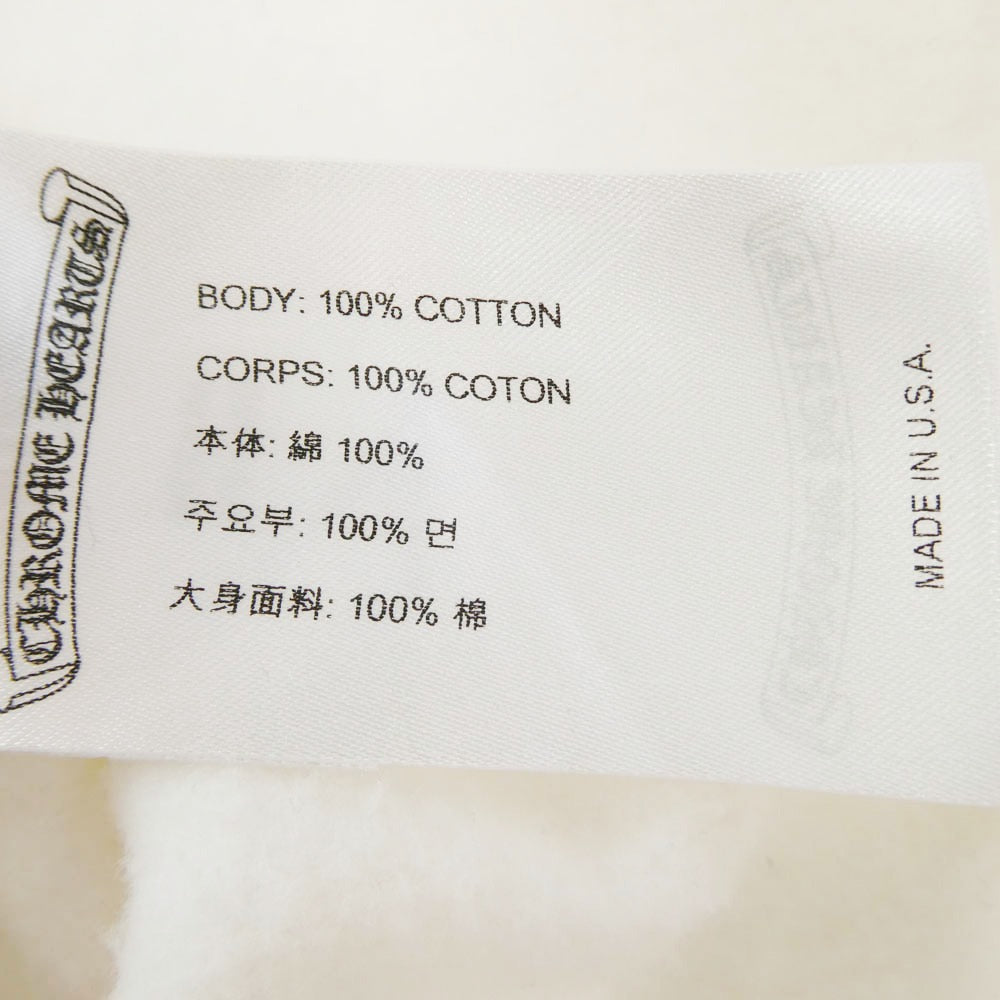 CHROME HEARTS
BODY: 100% COTTON
CORPS: 100% COTON
本体: 綿 100%
주요부: 100% 면
大身面料: 100% 棉
MADE IN U.S.A.